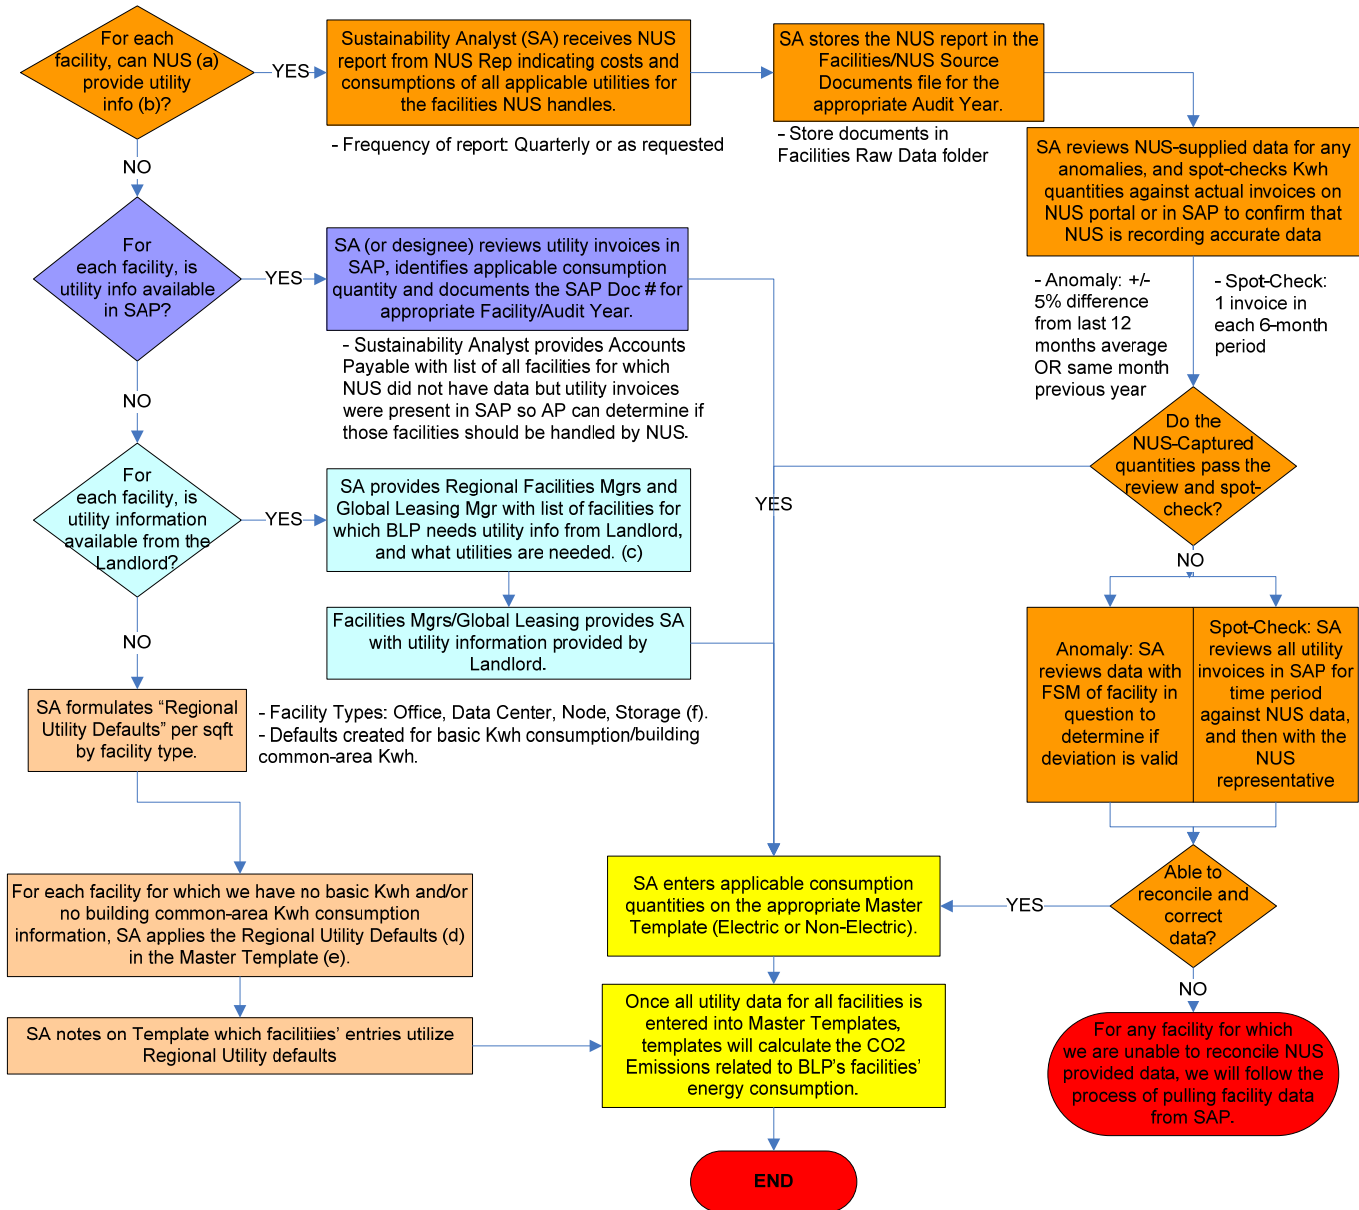 For each
facility, can NUS (a)
provide utility
info (b)?
YES
Sustainability Analyst (SA) receives NUS
report from NUS Rep indicating costs and
consumptions of all applicable utilities for
the facilities NUS handles.
- Frequency of report: Quarterly or as requested
SA stores the NUS report in the
Facilities/NUS Source
Documents file for the
appropriate Audit Year.
- Store documents in
Facilities Raw Data folder
SA reviews NUS-supplied data for any
anomalies, and spot-checks Kwh
quantities against actual invoices on
NUS portal or in SAP to confirm that
NUS is recording accurate data
- Anomaly: +/-
5% difference
from last 12
months average
OR same month
previous year
- Spot-Check:
1 invoice in
each 6-month
period
NO
For
each facility, is
utility info available
in SAP?
YES
SA (or designee) reviews utility invoices in
SAP, identifies applicable consumption
quantity and documents the SAP Doc # for
appropriate Facility/Audit Year.
- Sustainability Analyst provides Accounts
Payable with list of all facilities for which
NUS did not have data but utility invoices
were present in SAP so AP can determine if
those facilities should be handled by NUS.
Do the
NUS-Captured
quantities pass the
review and spot-
check?
YES
NO
NO
For
each facility, is
utility information
available from the
Landlord?
YES
SA provides Regional Facilities Mgrs and
Global Leasing Mgr with list of facilities for
which BLP needs utility info from Landlord,
and what utilities are needed. (c)
Facilities Mgrs/Global Leasing provides SA
with utility information provided by
Landlord.
Anomaly: SA
reviews data with
FSM of facility in
question to
determine if
deviation is valid
Spot-Check: SA
reviews all utility
invoices in SAP for
time period
against NUS data,
and then with the
NUS
representative
NO
SA formulates “Regional
Utility Defaults” per sqft
by facility type.
- Facility Types: Office, Data Center, Node, Storage (f).
- Defaults created for basic Kwh consumption/building
common-area Kwh.
For each facility for which we have no basic Kwh and/or
no building common-area Kwh consumption
information, SA applies the Regional Utility Defaults (d)
in the Master Template (e).
SA notes on Template which facilitiies’ entries utilize
Regional Utility defaults
SA enters applicable consumption
quantities on the appropriate Master
Template (Electric or Non-Electric).
YES
Able to
reconcile and
correct
data?
NO
Once all utility data for all facilities is
entered into Master Templates,
templates will calculate the CO2
Emissions related to BLP’s facilities’
energy consumption.
For any facility for which
we are unable to reconcile NUS
provided data, we will follow the
process of pulling facility data
from SAP.
END